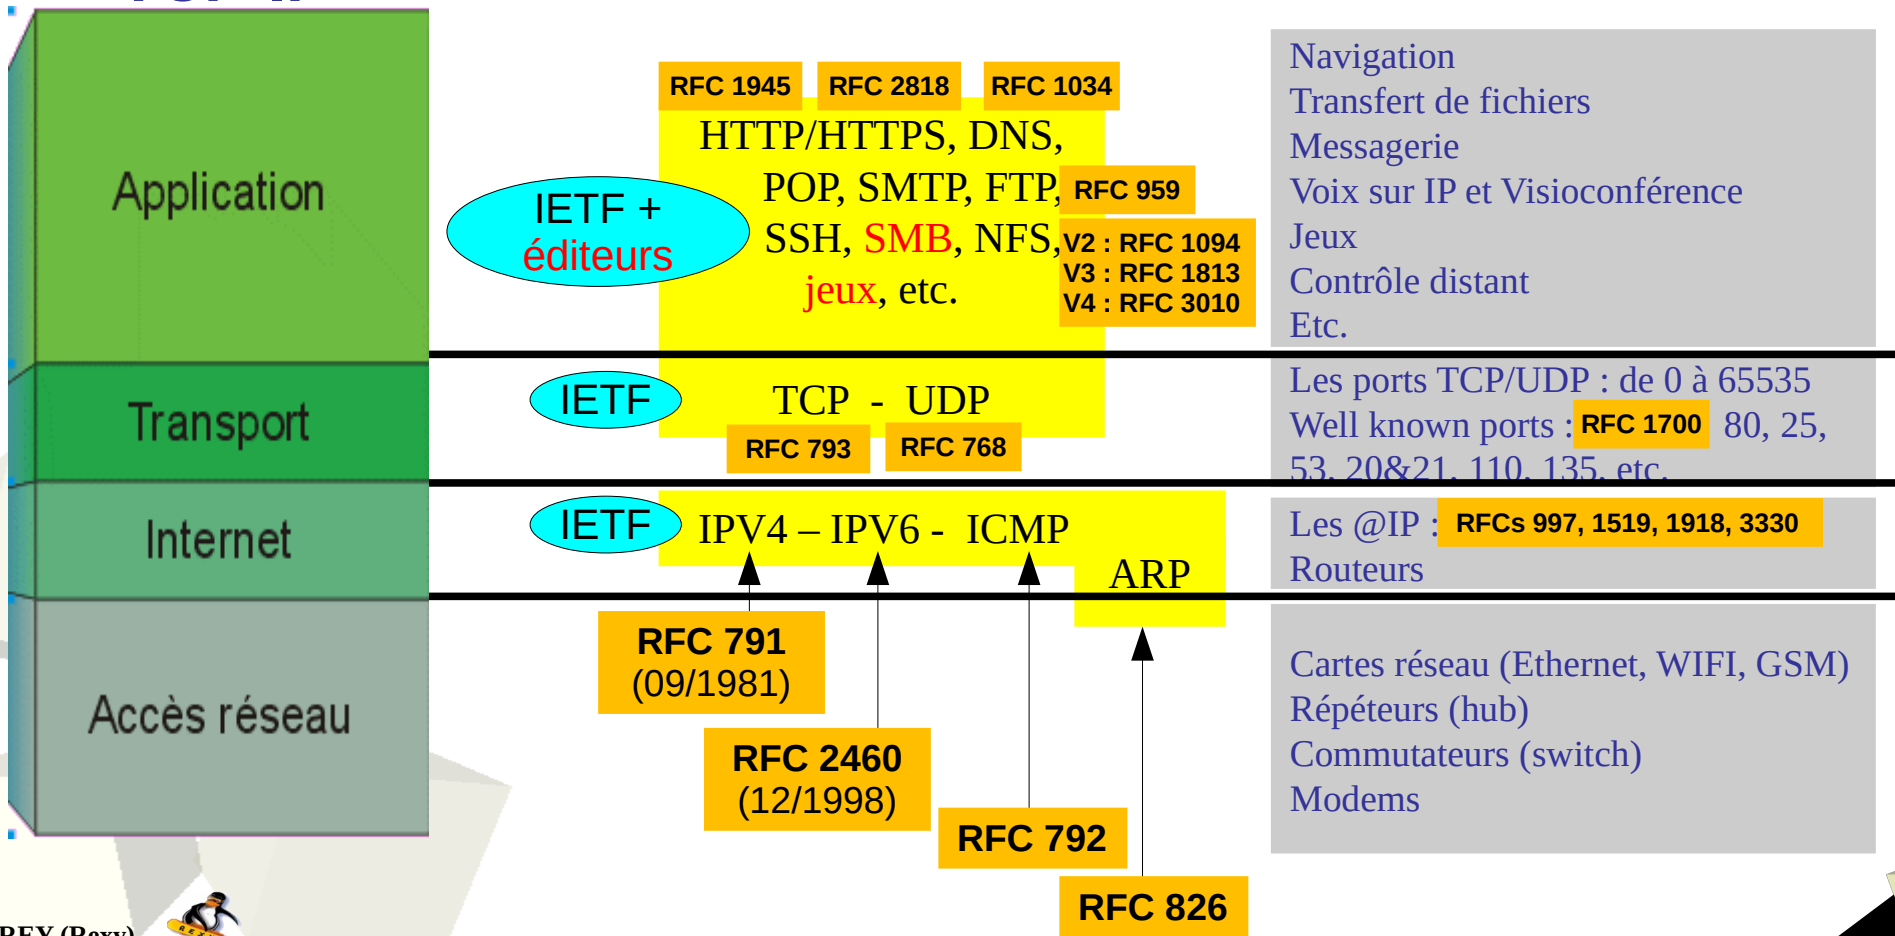 Application
RFC 1945 RFC 2818 RFC 1034
HTTP/HTTPS, DNS,
POP, SMTP, FTP, RFC 959
SSH, SMB, NFS,
jeux, etc.
V2 : RFC 1094
V3 : RFC 1813
V4 : RFC 3010
IETF +
éditeurs
Navigation
Transfert de fichiers
Messagerie
Voix sur IP et Visioconférence
Jeux
Contrôle distant
Etc.
Transport
IETF
TCP - UDP
RFC 793 RFC 768
Les ports TCP/UDP : de 0 à 65535
Well known ports : RFC 1700 80, 25,
53, 20&21, 110, 135, etc.
Internet
IETF
IPV4 – IPV6 - ICMP
ARP
Les @IP : RFCs 997, 1519, 1918, 3330
Routeurs
Accès réseau
RFC 791
(09/1981)
RFC 2460
(12/1998)
RFC 792
RFC 826
Cartes réseau (Ethernet, WIFI, GSM)
Répéteurs (hub)
Commutateurs (switch)
Modems
REY (Rexy)